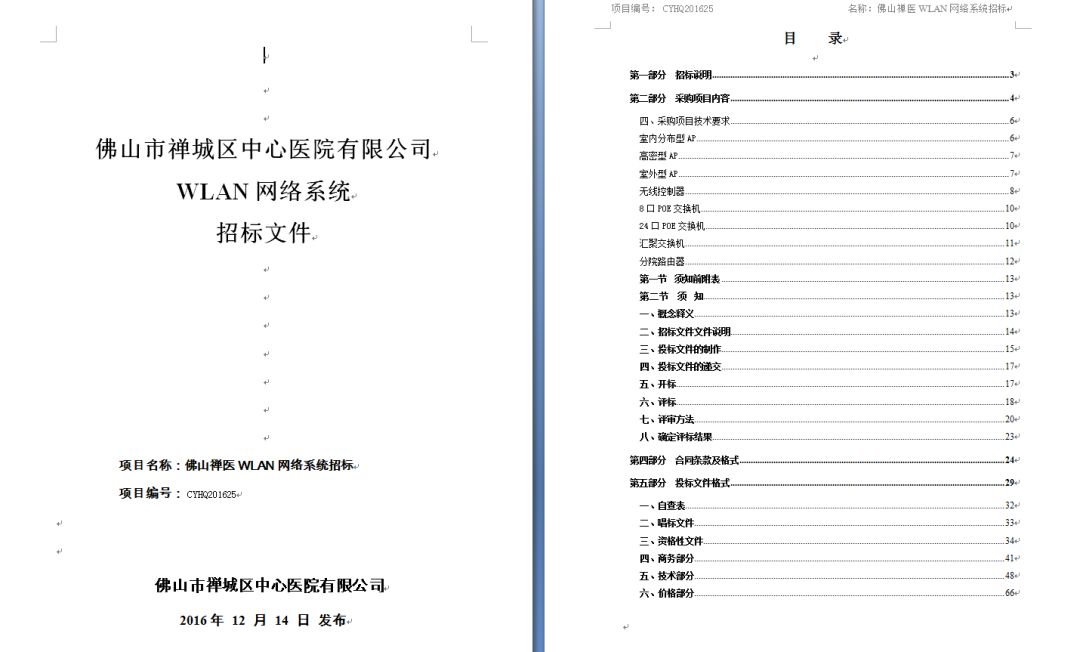 佛山市禅城区中心医院有限公司
WLAN 网络系统
招标文件
项目名称：佛山禅医 WLAN 网络系统招标
项目编号： CYHQ201625
佛山市禅城区中心医院有限公司
2016 年 12 月 14 日 发布
项目编号： CYHQ201625 名称：佛山禅医 WLAN 网络系统招标
目 录
第一部分 招标说明 3
第二部分 采购项目内容 4
四、采购项目技术要求 6
室内分布型 AP 6
高密型 AP 7
室外型 AP 7
无线控制器 8
8 口 POE 交换机 10
24 口 POE 交换机 10
汇聚交换机 11
分院路由器 12
第一节 须知前附表 13
第二节 须 知 13
一、概念释义 13
二、招标文件文件说明 14
三、投标文件的制作 15
四、投标文件的递交 17
五、开标 17
六、评标 18
七、评审方法 20
八、确定评标结果 23
第四部分 合同条款及格式 24
第五部分 投标文件格式 29
一、自查表 32
二、唱标文件 33
三、资格性文件 34
四、商务部分 41
五、技术部分 48
六、价格部分 66